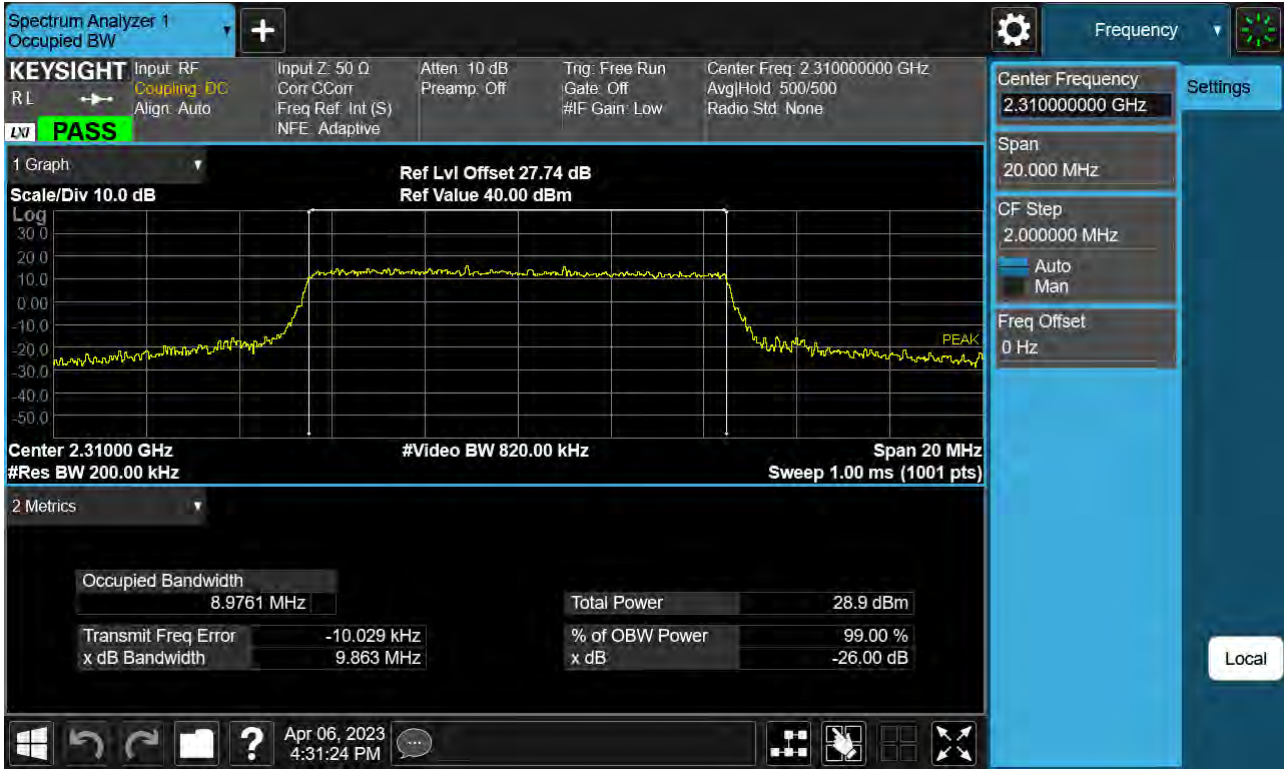 Spectrum Analyzer 1
Occupied BW
Frequency
KEYSIGHT
R L
LXI
PASS
Input: RF
Coupling: DC
Align: Auto
Input Z: 50 Ω
Corr CCorr
Freq Ref: Int (S)
NFE: Adaptive
Atten: 10 dB
Preamp: Off
Trig: Free Run
Gate: Off
#IF Gain: Low
Center Freq: 2.310000000 GHz
Avg|Hold: 500/500
Radio Std: None
Center Frequency
2.310000000 GHz
Settings
Span
20.000 MHz
CF Step
2.000000 MHz
Auto
Man
Freq Offset
0 Hz
Local
1 Graph
Scale/Div 10.0 dB
Ref Lvl Offset 27.74 dB
Ref Value 40.00 dBm
Log
30.0
20.0
10.0
0.00
-10.0
-20.0
-30.0
-40.0
-50.0
PEAK
Center 2.31000 GHz
#Video BW 820.00 kHz
Span 20 MHz
#Res BW 200.00 kHz
Sweep 1.00 ms (1001 pts)
2 Metrics
Occupied Bandwidth
8.9761 MHz
Total Power 28.9 dBm
Transmit Freq Error -10.029 kHz
% of OBW Power 99.00 %
x dB Bandwidth 9.863 MHz
x dB -26.00 dB
?
Apr 06, 2023
4:31:24 PM